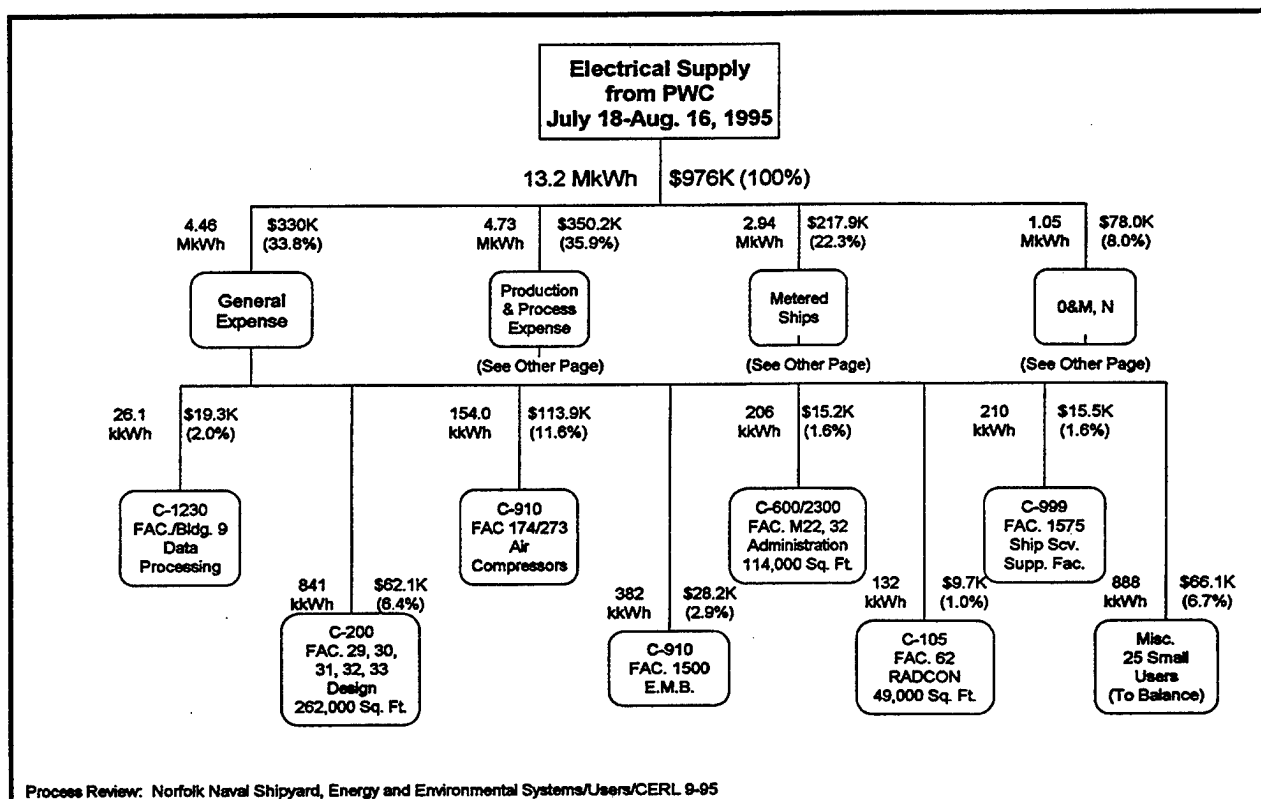 Electrical Supply
from PWC
July 18-Aug. 16, 1995
13.2 MkWh $976K (100%)
4.46 $330K
MkWh (33.8%)
4.73 $350.2K
MkWh (35.9%)
2.94 $217.9K
MkWh (22.3%)
1.05 $78.0K
MkWh (8.0%)
General
Expense
Production
& Process
Expense
Metered
Ships
0&M, N
(See Other Page)
(See Other Page)
(See Other Page)
26.1 $19.3K
kkWh (2.0%)
154.0 $113.9K
kkWh (11.6%)
206 $15.2K
kkWh (1.6%)
210 $15.5K
kkWh (1.6%)
C-1230
FAC./Bldg. 9
Data
Processing
C-910
FAC 174/273
Air
Compressors
C-600/2300
FAC. M22, 32
Administration
114,000 Sq. Ft.
C-999
FAC. 1575
Ship Scv.
Supp. Fac.
841 $62.1K
kkWh (6.4%)
382 $28.2K
kkWh (2.9%)
132 $9.7K
kkWh (1.0%)
888 $66.1K
kkWh (6.7%)
C-200
FAC. 29, 30,
31, 32, 33
Design
262,000 Sq. Ft.
C-910
FAC. 1500
E.M.B.
C-105
FAC. 62
RADCON
49,000 Sq. Ft.
Misc.
25 Small
Users
(To Balance)
Process Review: Norfolk Naval Shipyard, Energy and Environmental Systems/Users/CERL 9-95